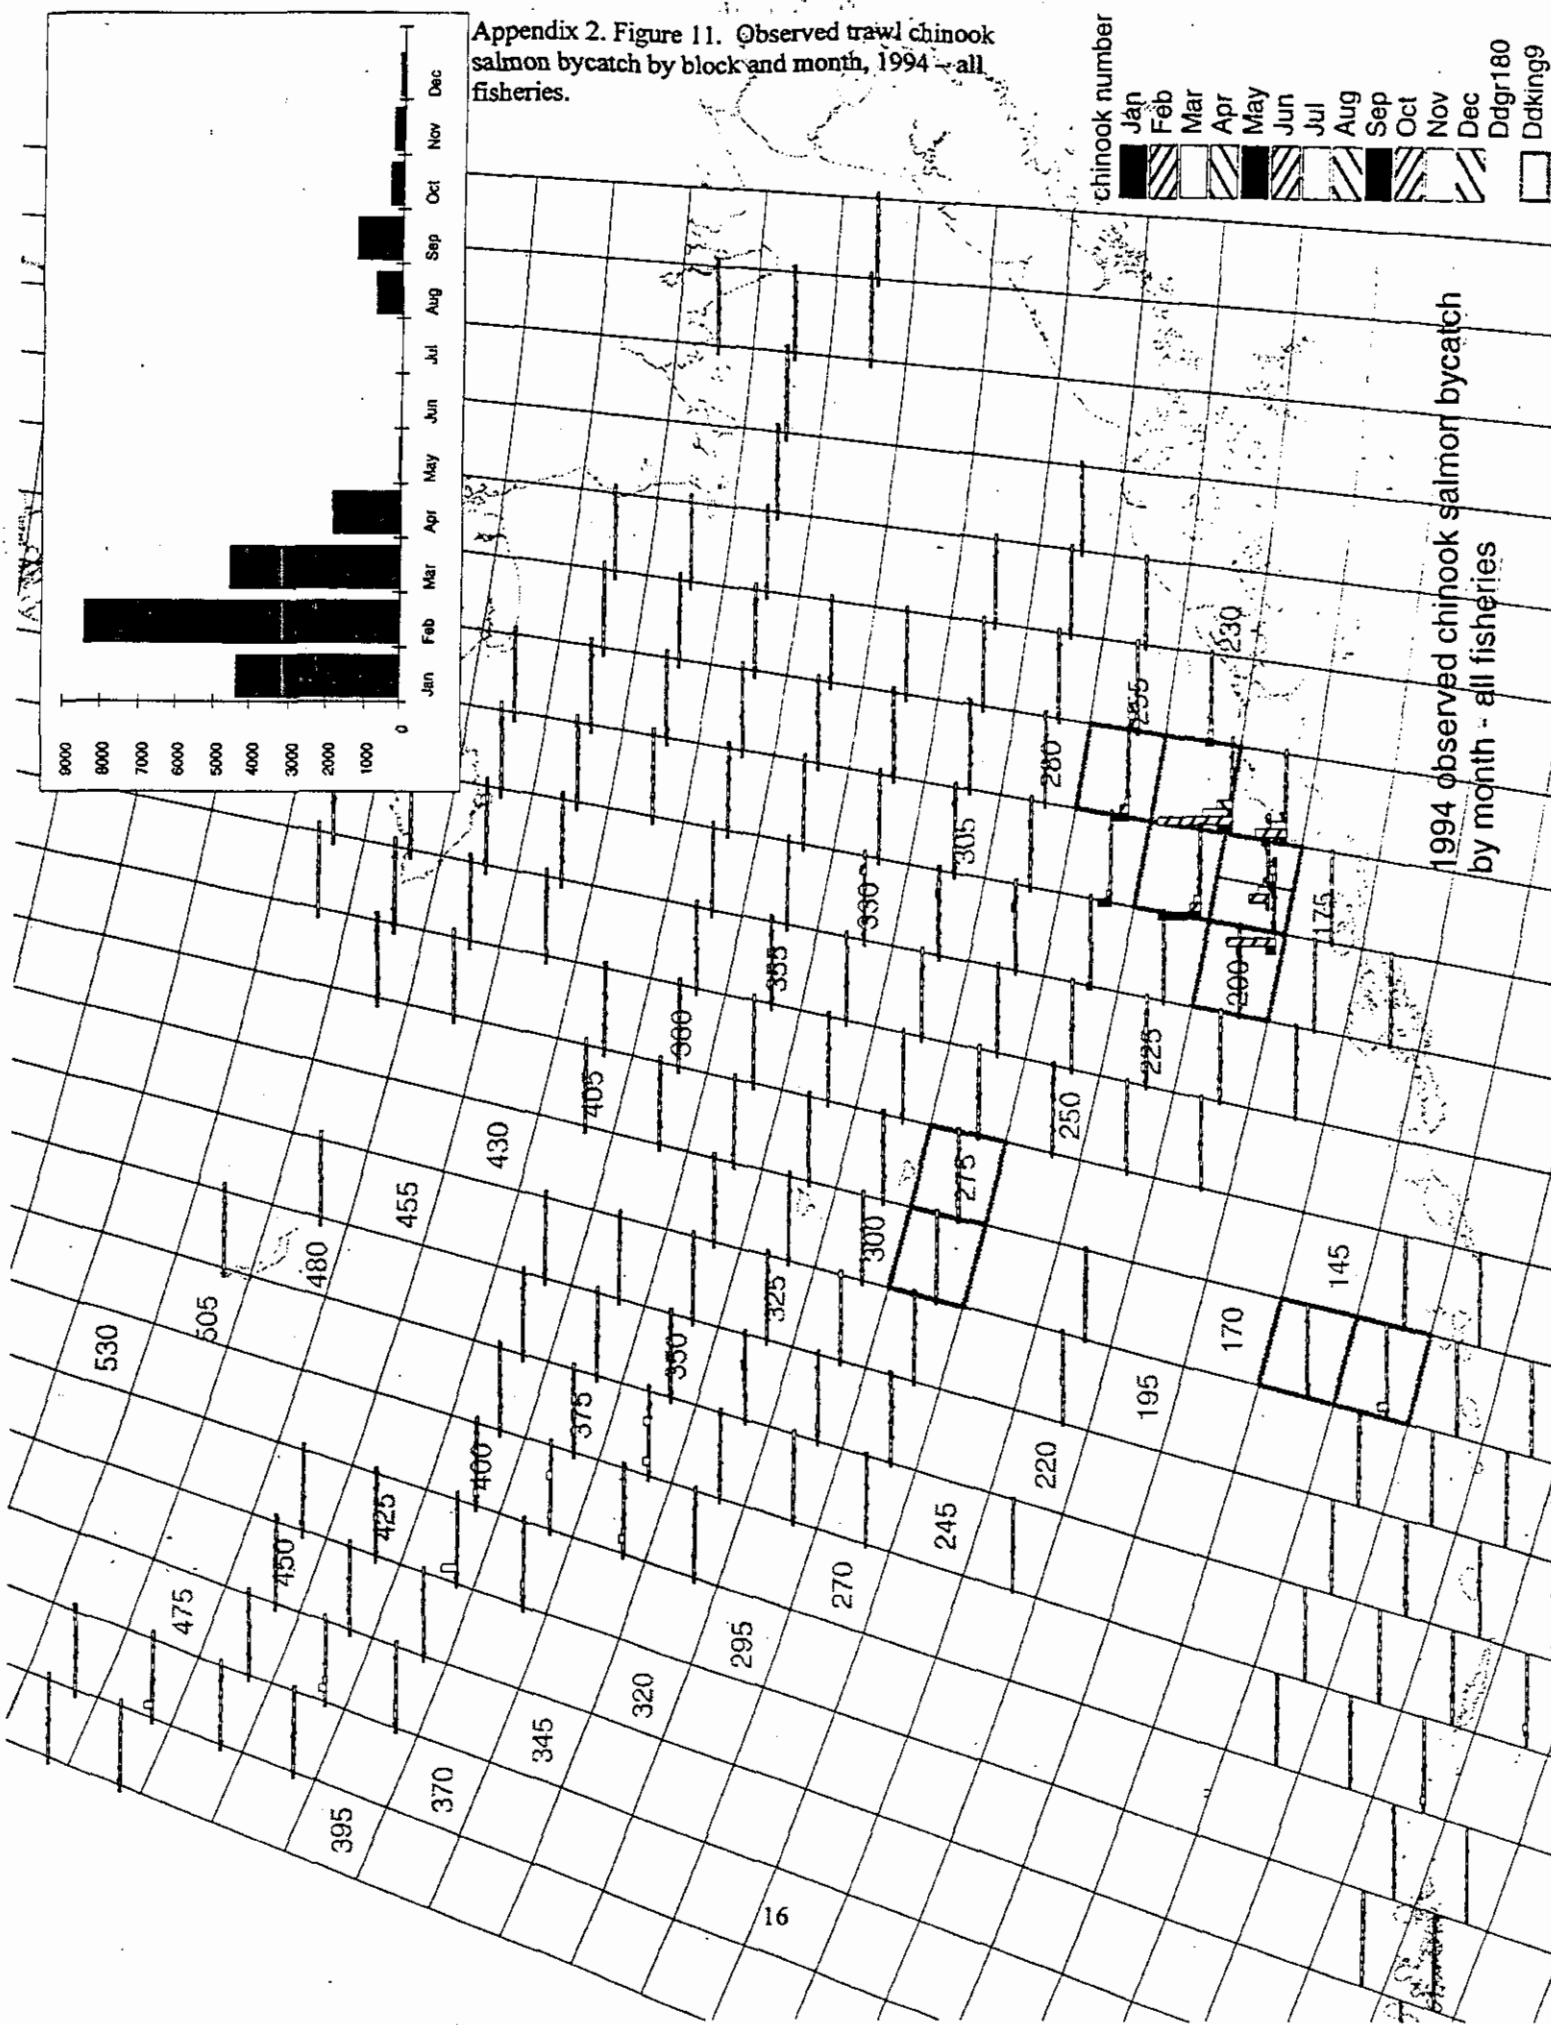 Appendix 2. Figure 11. Observed trawl chinook
salmon bycatch by block and month, 1994 – all
fisheries.
9000
8000
7000
6000
5000
4000
3000
2000
1000
0
Jan
Feb
Mar
Apr
May
Jun
Jul
Aug
Sep
Oct
Nov
Dec
chinook number
Jan
Feb
Mar
Apr
May
Jun
Jul
Aug
Sep
Oct
Nov
Dec
Ddgr180
Ddking9
530
505
480
455
430
405
380
355
330
305
280
255
230
475
450
425
400
375
350
325
300
275
250
225
200
175
395
370
345
320
295
270
245
220
195
170
145
1994 observed chinook salmon bycatch
by month - all fisheries
16